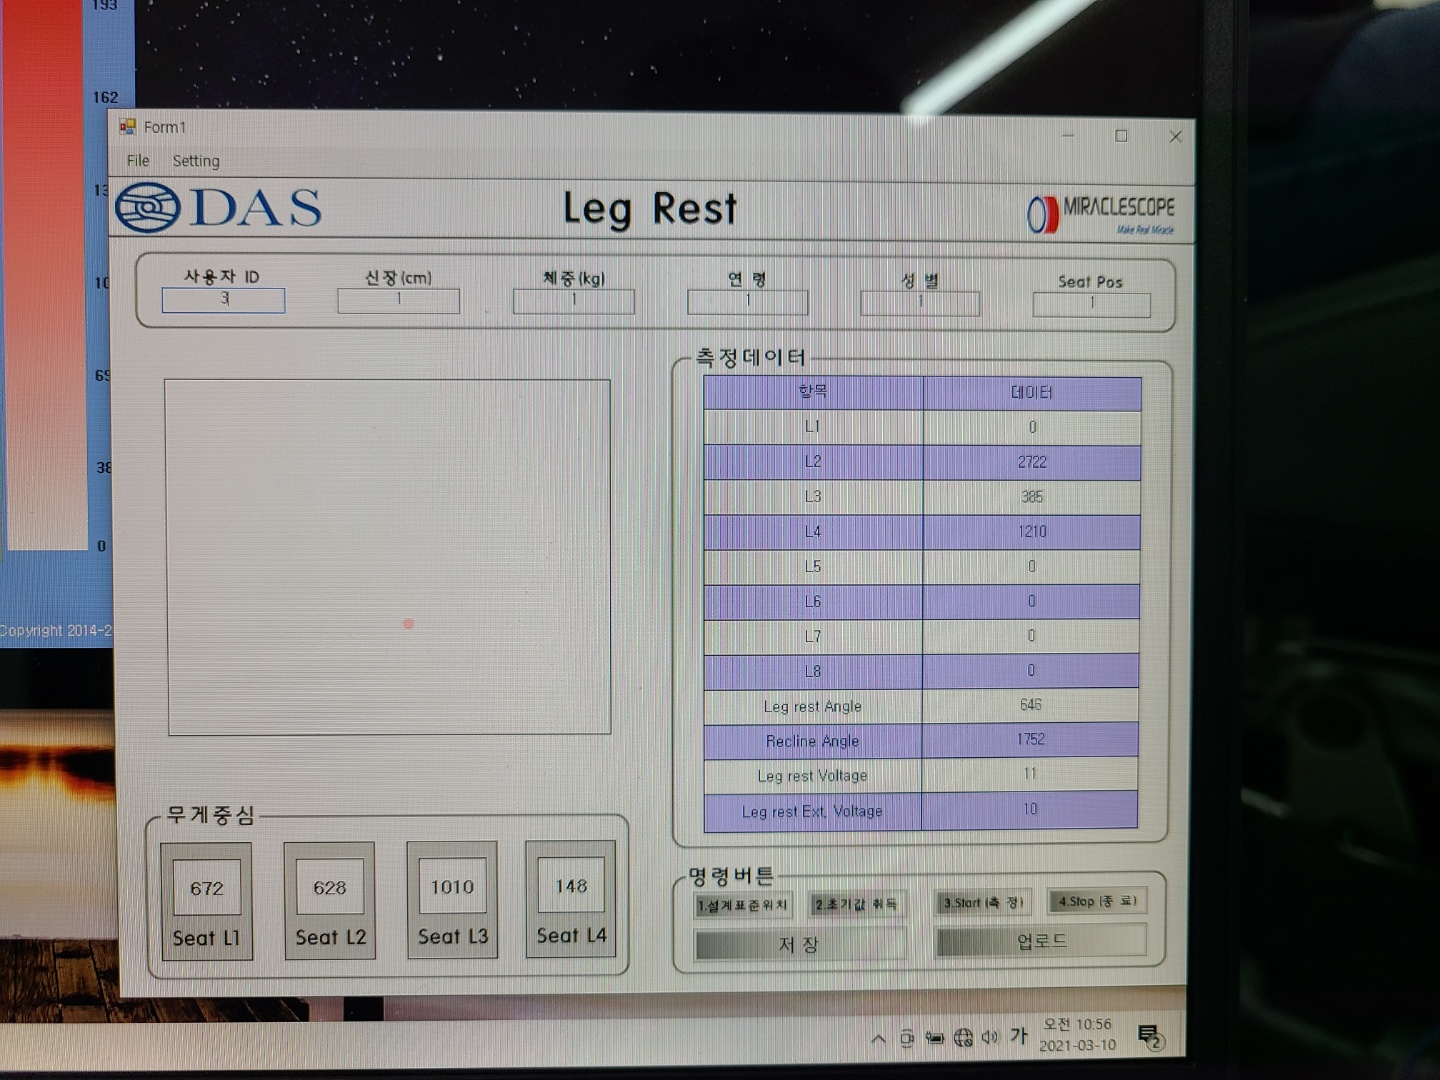 193
162
Form1
File Setting
DAS
Leg Rest
MIRACLESCOPE
Make Real Miracle
사용자 ID
신장(cm)
체중(kg)
연 령
성 별
Seat Pos
3
1
1
1
1
1
측정데이터
항목 데이터
L1 0
L2 2722
L3 385
L4 1210
L5 0
L6 0
L7 0
L8 0
Leg rest Angle 646
Recline Angle 1752
Leg rest Voltage 11
Leg rest Ext. Voltage 10
69
38
0
Copyright 2014-2
무게중심
672
628
1010
148
Seat L1
Seat L2
Seat L3
Seat L4
명령버튼
1.설계표준위치
2.초기값 취득
3.Start (측 정)
4.Stop (종 료)
저 장
업로드
가
오전 10:56
2021-03-10
2